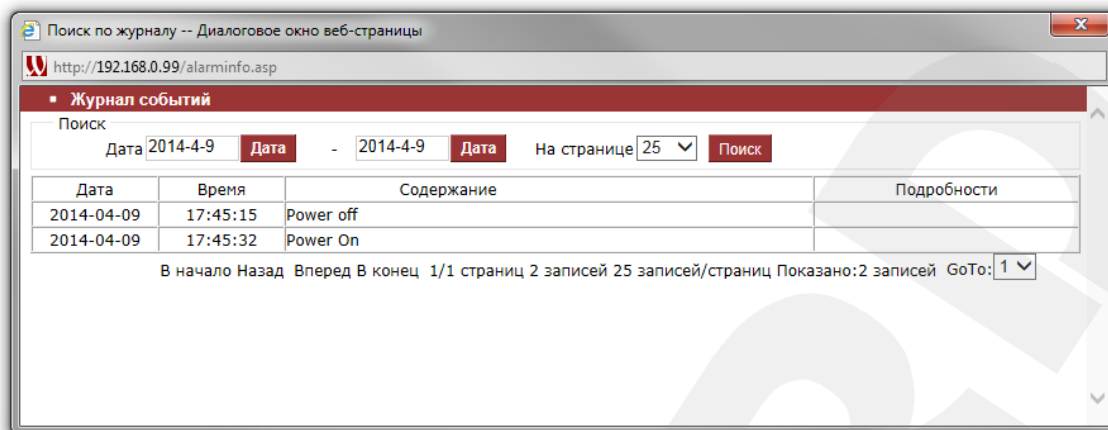 Поиск по журналу -- Диалоговое окно веб-страницы
http://192.168.0.99/alarminfo.asp
Журнал событий
Поиск
Дата 2014-4-9 Дата - 2014-4-9 Дата На странице 25 Поиск
Дата Время Содержание Подробности
2014-04-09 17:45:15 Power off
2014-04-09 17:45:32 Power On
В начало Назад Вперед В конец 1/1 страниц 2 записей 25 записей/страниц Показано:2 записей GoTo: 1